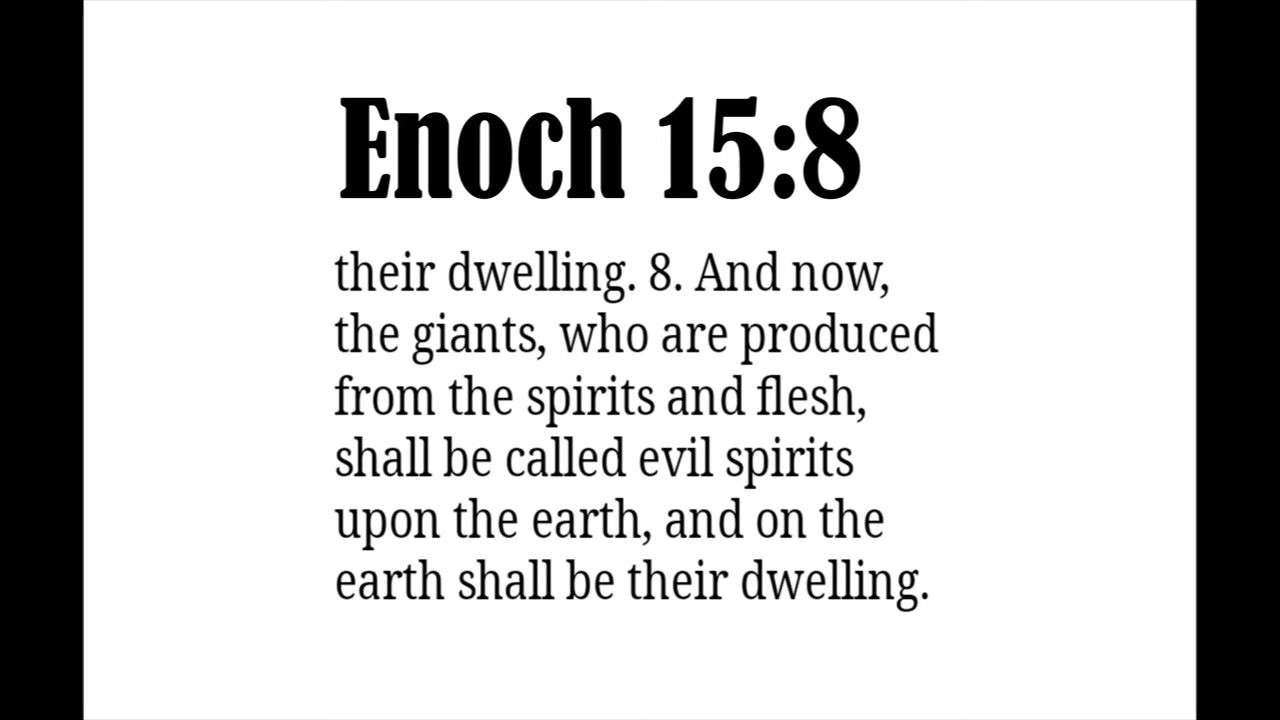 Enoch 15:8
their dwelling. 8. And now,
the giants, who are produced
from the spirits and flesh,
shall be called evil spirits
upon the earth, and on the
earth shall be their dwelling.